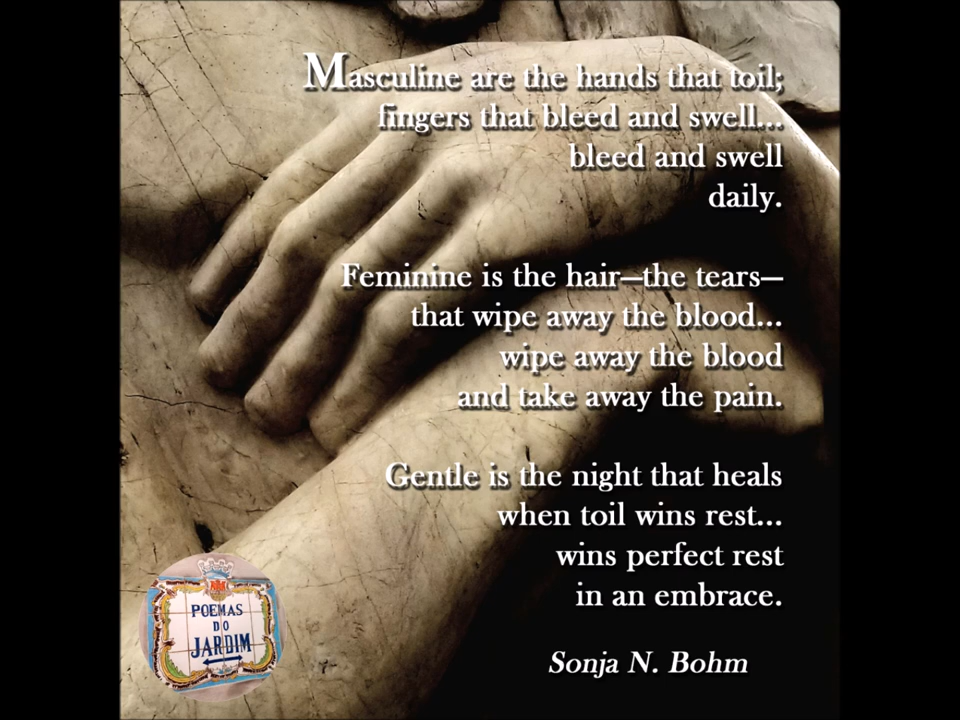 Masculine are the hands that toil;
fingers that bleed and swell...
bleed and swell
daily.
Feminine is the hair—the tears—
that wipe away the blood...
wipe away the blood
and take away the pain.
Gentle is the night that heals
when toil wins rest...
wins perfect rest
in an embrace.
Sonja N. Bohm
POEMAS
DO
JARDIM